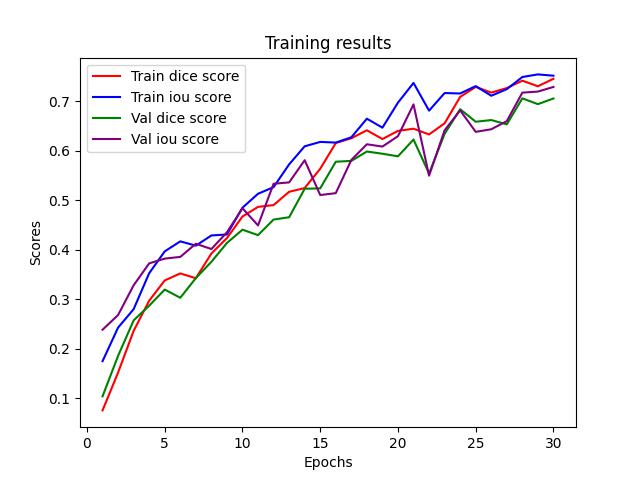 Training results
Train dice score
Train iou score
Val dice score
Val iou score
Scores
0.7
0.6
0.5
0.4
0.3
0.2
0.1
0 5 10 15 20 25 30
Epochs